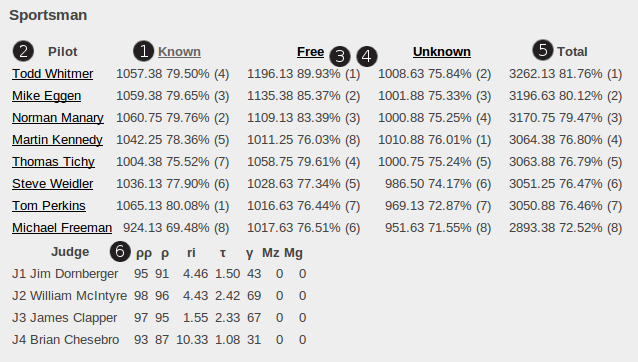 Sportsman
2 Pilot 1 Known Free 3 4 Unknown 5 Total
Todd Whitmer 1057.38 79.50% (4) 1196.13 89.93% (1) 1008.63 75.84% (2) 3262.13 81.76% (1)
Mike Eggen 1059.38 79.65% (3) 1135.38 85.37% (2) 1001.88 75.33% (3) 3196.63 80.12% (2)
Norman Manary 1060.75 79.76% (2) 1109.13 83.39% (3) 1000.88 75.25% (4) 3170.75 79.47% (3)
Martin Kennedy 1042.25 78.36% (5) 1011.25 76.03% (8) 1010.88 76.01% (1) 3064.38 76.80% (4)
Thomas Tichy 1004.38 75.52% (7) 1058.75 79.61% (4) 1000.75 75.24% (5) 3063.88 76.79% (5)
Steve Weidler 1036.13 77.90% (6) 1028.63 77.34% (5) 986.50 74.17% (6) 3051.25 76.47% (6)
Tom Perkins 1065.13 80.08% (1) 1016.63 76.44% (7) 969.13 72.87% (7) 3050.88 76.46% (7)
Michael Freeman 924.13 69.48% (8) 1017.63 76.51% (6) 951.63 71.55% (8) 2893.38 72.52% (8)
Judge 6 ρρ ρ ri τ γ Mz Mg
J1 Jim Dornberger 95 91 4.46 1.50 43 0 0
J2 William McIntyre 98 96 4.43 2.42 69 0 0
J3 James Clapper 97 95 1.55 2.33 67 0 0
J4 Brian Chesebro 93 87 10.33 1.08 31 0 0